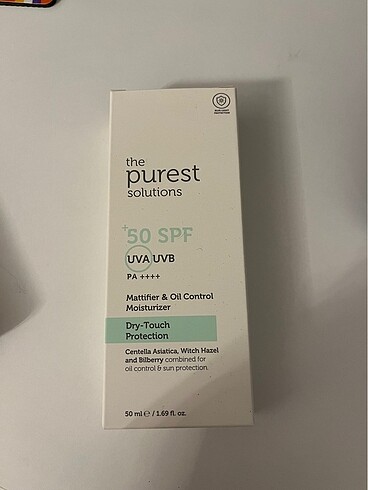 the
purest
solutions
+50 SPF
UVA UVB
PA ++++
Mattifier & Oil Control
Moisturizer
Dry-Touch
Protection
Centella Asiatica, Witch Hazel
and Bilberry combined for
oil control & sun protection.
50 ml ℮ / 1.69 fl. oz.